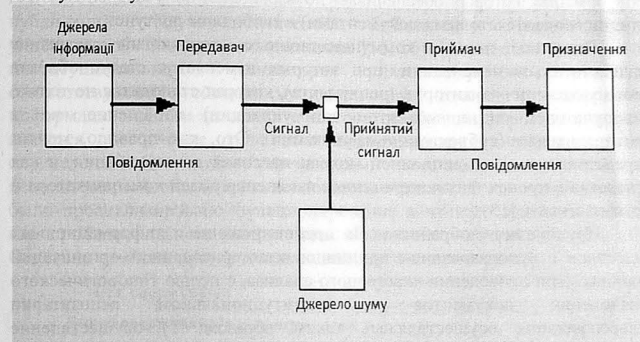 Джерела
інформації
Передавач
Приймач
Призначення
Сигнал
Прийнятий
сигнал
Повідомлення
Повідомлення
Джерело шуму